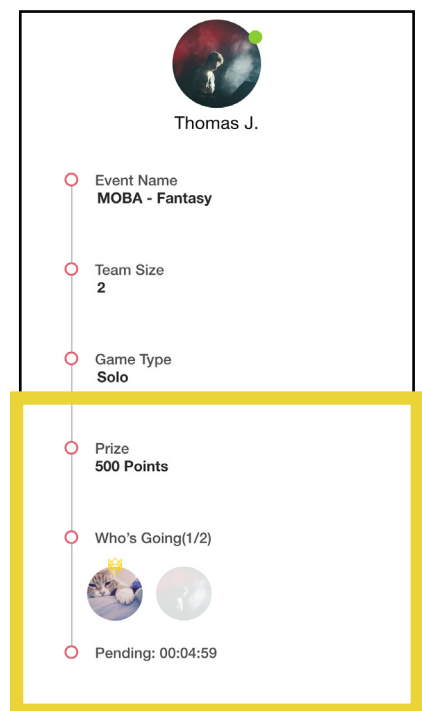 Thomas J.
Event Name
MOBA - Fantasy
Team Size
2
Game Type
Solo
Prize
500 Points
Who's Going(1/2)
Pending: 00:04:59